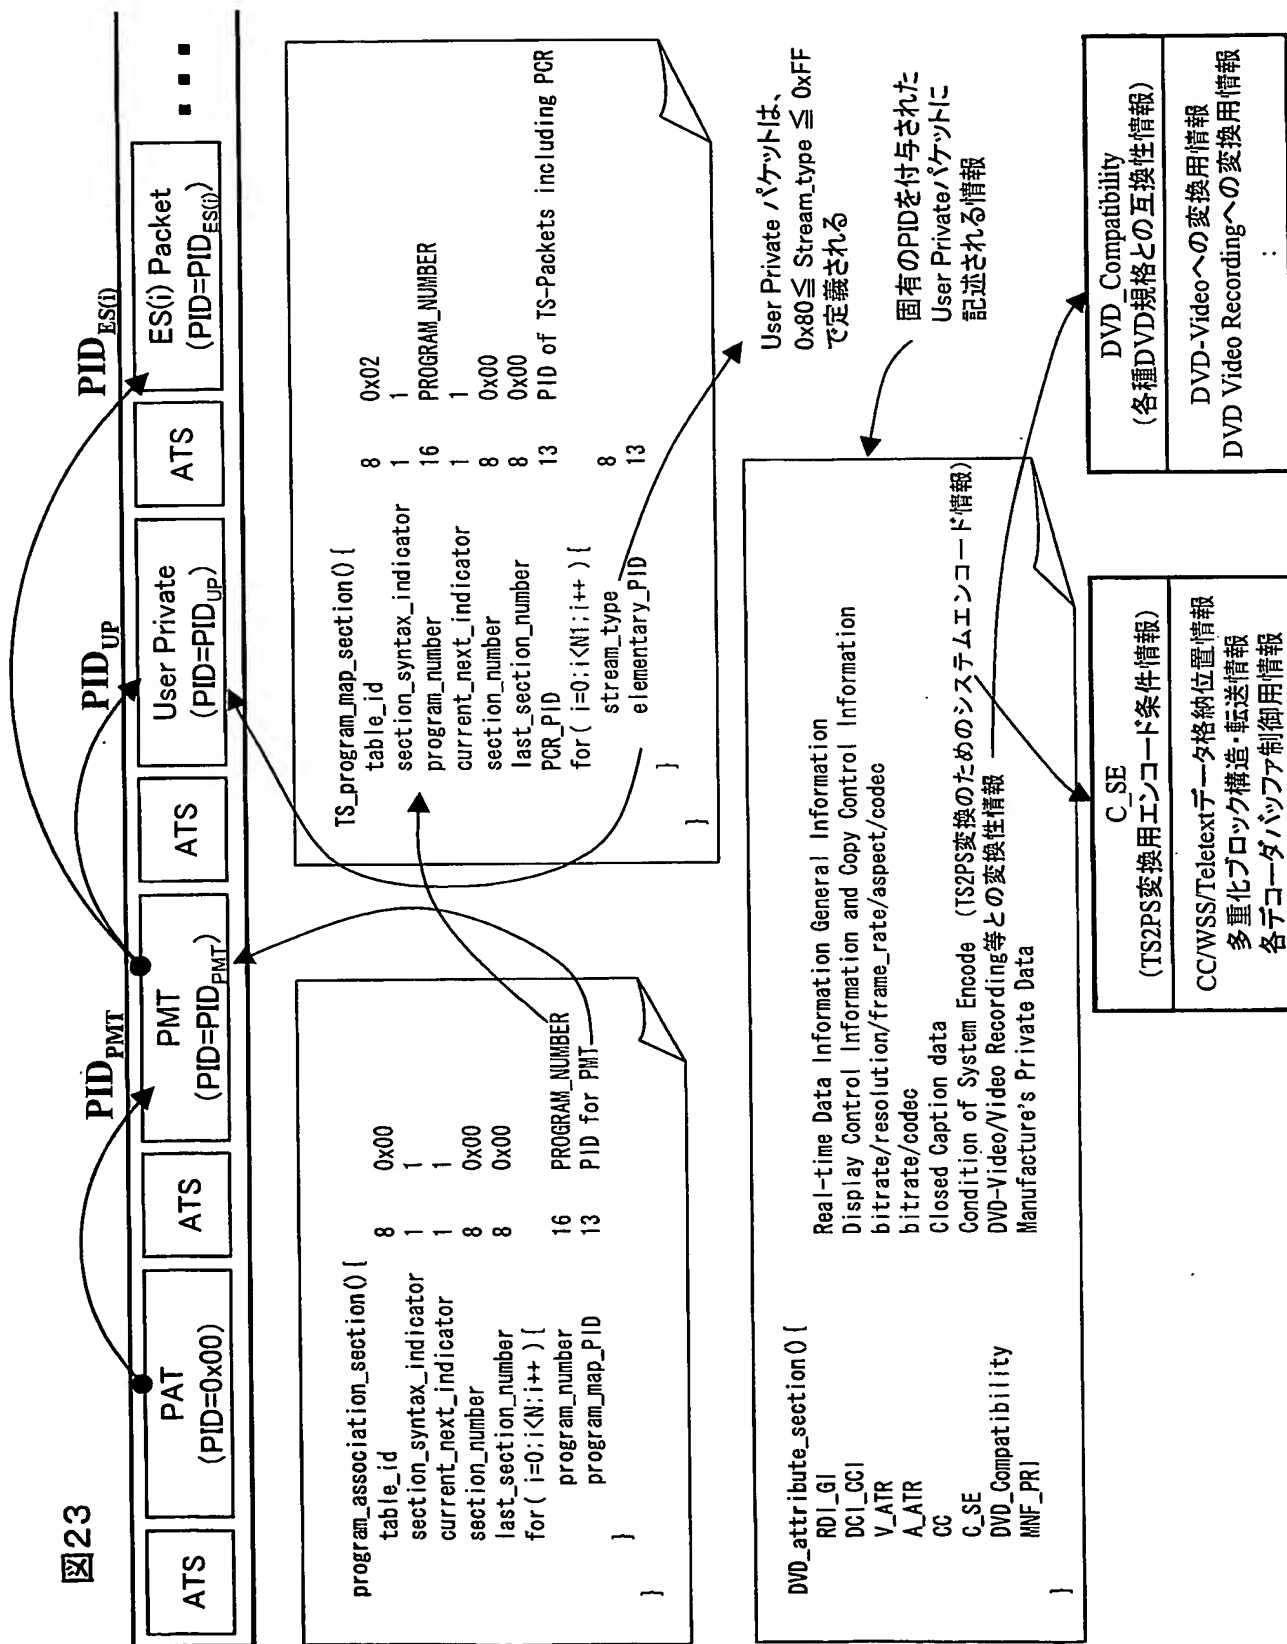 図23
PID_PMT
PID_UP
PID_ES(i)
ATS
PAT
(PID=0x00)
ATS
PMT
(PID=PID_PMT)
ATS
User Private
(PID=PID_UP)
ATS
ES(i) Packet
(PID=PID_ES(i))
■ ■ ■
program_association_section(){
table_id 8 0x00
section_syntax_indicator 1 1
current_next_indicator 1 1
section_number 8 0x00
last_section_number 8 0x00
for( i=0;i<N;i++ ){
program_number 16 PROGRAM_NUMBER
program_map_PID 13 PID for PMT
}
TS_program_map_section(){
table_id 8 0x02
section_syntax_indicator 1 1
program_number 16 PROGRAM_NUMBER
current_next_indicator 1 1
section_number 8 0x00
last_section_number 8 0x00
PCR_PID 13 PID of TS-Packets including PCR
for( i=0;i<N1;i++ ){
stream_type 8
elementary_PID 13
}
User Private パケットは、
0x80≦ Stream_type ≦ 0xFF
で定義される
固有のPIDを付与された
User Privateパケットに
記述される情報
DVD_attribute_section(){
RDI_GI Real-time Data Information General Information
DCI_CCI Display Control Information and Copy Control Information
V_ATR bitrate/resolution/frame_rate/aspect/codec
A_ATR bitrate/codec
CC Closed Caption data
C_SE Condition of System Encode (TS2PS変換のためのシステムエンコード情報)
DVD_Compatibility DVD-Video/Video Recording等との変換性情報
MNF_PRI Manufacture's Private Data
}
C_SE
(TS2PS変換用エンコード条件情報)
CC/WSS/Teletextデータ格納位置情報
多重化ブロック構造・転送情報
各デコーダバッファ制御用情報
DVD_Compatibility
(各種DVD規格との互換性情報)
DVD-Videoへの変換用情報
DVD Video Recordingへの変換用情報
: